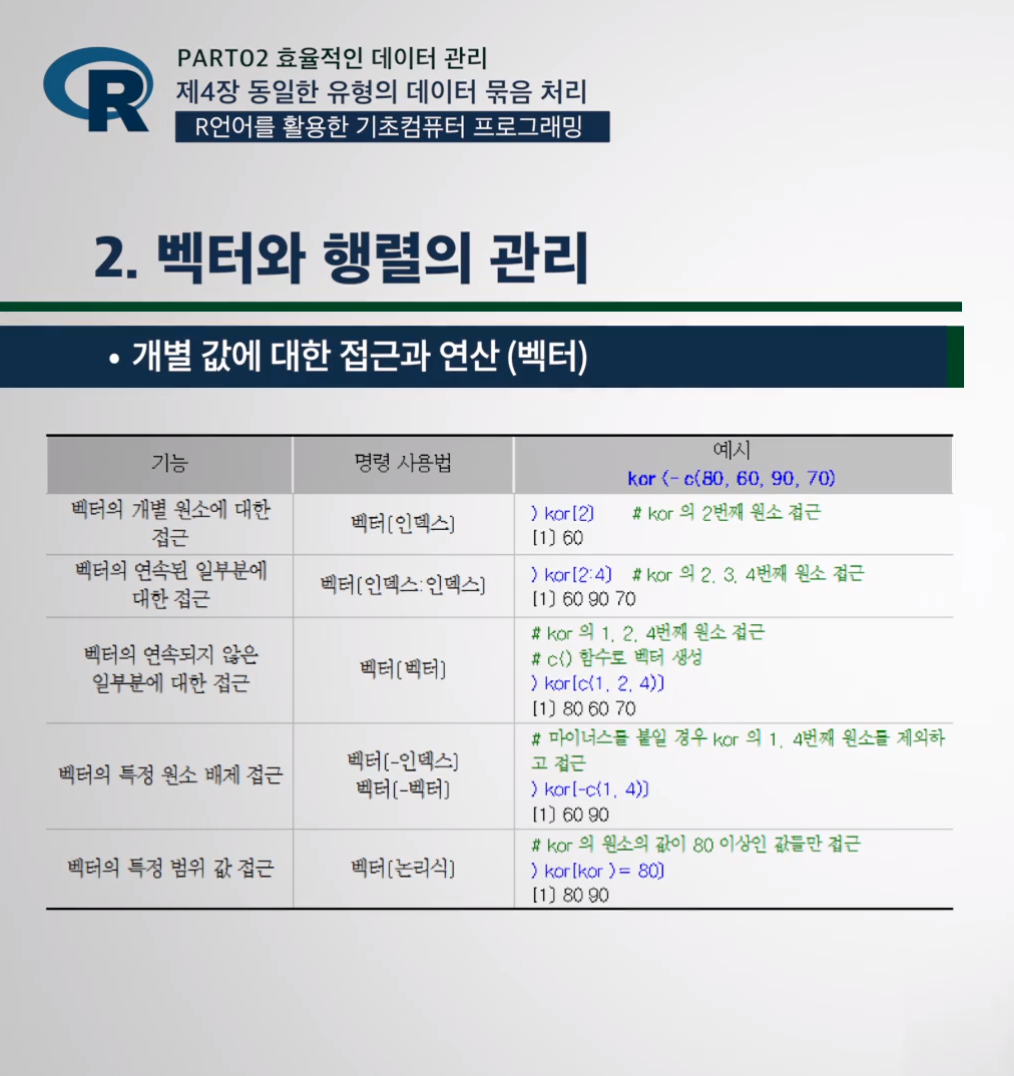 R
PART02 효율적인 데이터 관리
제4장 동일한 유형의 데이터 묶음 처리
R언어를 활용한 기초컴퓨터 프로그래밍
2. 벡터와 행렬의 관리
• 개별 값에 대한 접근과 연산 (벡터)
기능
명령 사용법
예시
kor <- c(80, 60, 90, 70)
벡터의 개별 원소에 대한
접근
벡터[인덱스]
> kor[2] # kor 의 2번째 원소 접근
[1] 60
벡터의 연속된 일부분에
대한 접근
벡터[인덱스:인덱스]
> kor[2:4] # kor 의 2, 3, 4번째 원소 접근
[1] 60 90 70
벡터의 연속되지 않은
일부분에 대한 접근
벡터[벡터]
# kor 의 1, 2, 4번째 원소 접근
# c() 함수로 벡터 생성
> kor[c(1, 2, 4)]
[1] 80 60 70
벡터의 특정 원소 배제 접근
벡터[-인덱스]
벡터[-벡터]
# 마이너스를 붙일 경우 kor 의 1, 4번째 원소를 제외하
고 접근
> kor[-c(1, 4)]
[1] 60 90
벡터의 특정 범위 값 접근
벡터[논리식]
# kor 의 원소의 값이 80 이상인 값들만 접근
> kor[kor >= 80]
[1] 80 90